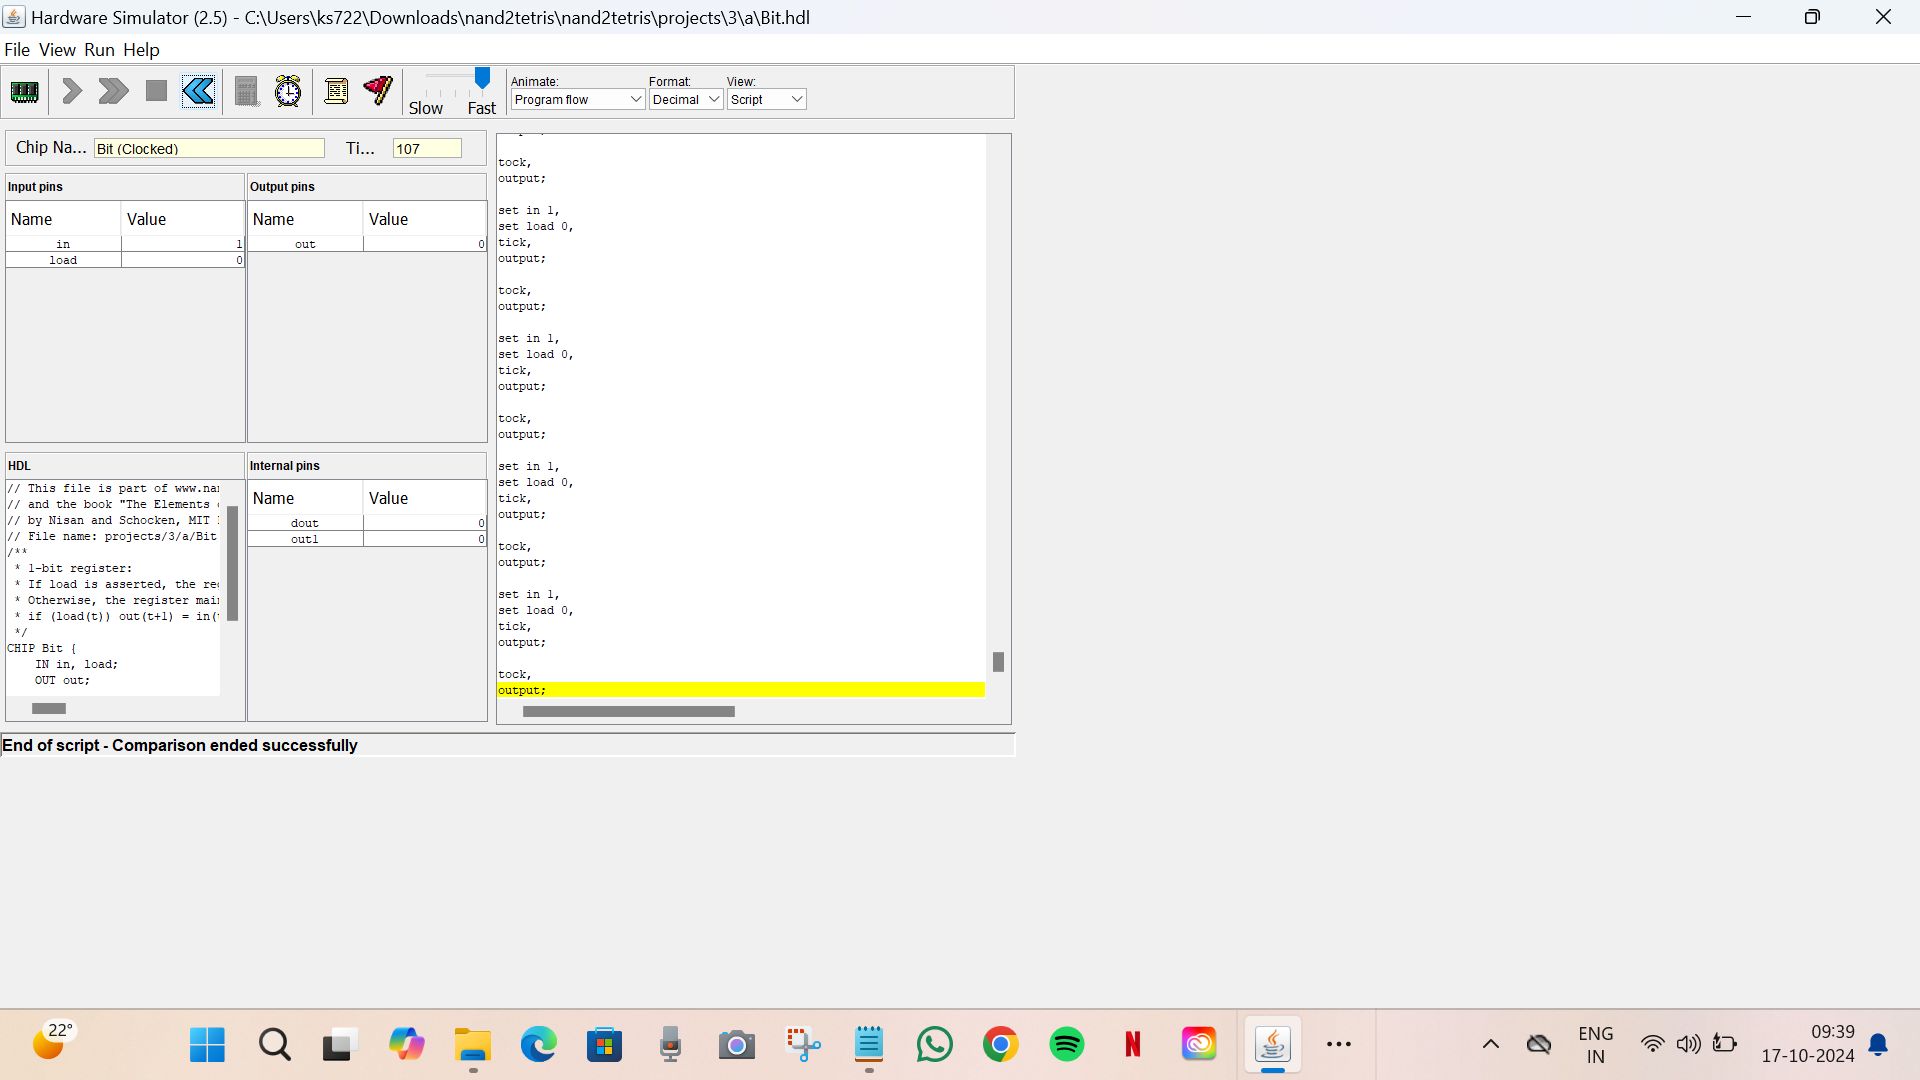 Hardware Simulator (2.5) - C:\Users\ks722\Downloads\nand2tetris\nand2tetris\projects\3\a\Bit.hdl
File View Run Help
Slow Fast
Animate: Format: View:
Program flow Decimal Script
Chip Na... Bit (Clocked) Ti... 107
Input pins
Name Value
in 1
load 0
Output pins
Name Value
out 0
HDL
// This file is part of www.na
// and the book "The Elements
// by Nisan and Schocken, MIT
// File name: projects/3/a/Bit
/**
* 1-bit register:
* If load is asserted, the re
* Otherwise, the register mai
* if (load(t)) out(t+1) = in(
*/
CHIP Bit {
IN in, load;
OUT out;
Internal pins
Name Value
dout 0
out1 0
tock,
output;
set in 1,
set load 0,
tick,
output;
tock,
output;
set in 1,
set load 0,
tick,
output;
tock,
output;
set in 1,
set load 0,
tick,
output;
tock,
output;
set in 1,
set load 0,
tick,
output;
tock,
output;
End of script - Comparison ended successfully
22°
N
ENG
IN
09:39
17-10-2024